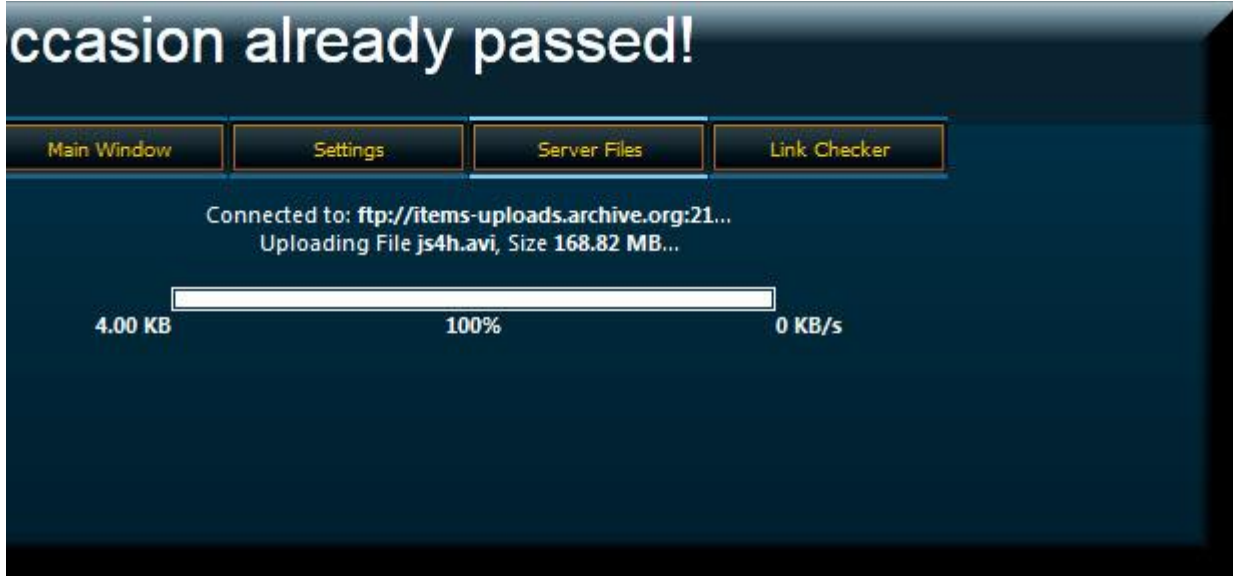 ccasion already passed!
Main Window Settings Server Files Link Checker
Connected to: ftp://items-uploads.archive.org:21...
Uploading File js4h.avi, Size 168.82 MB...
4.00 KB 100% 0 KB/s